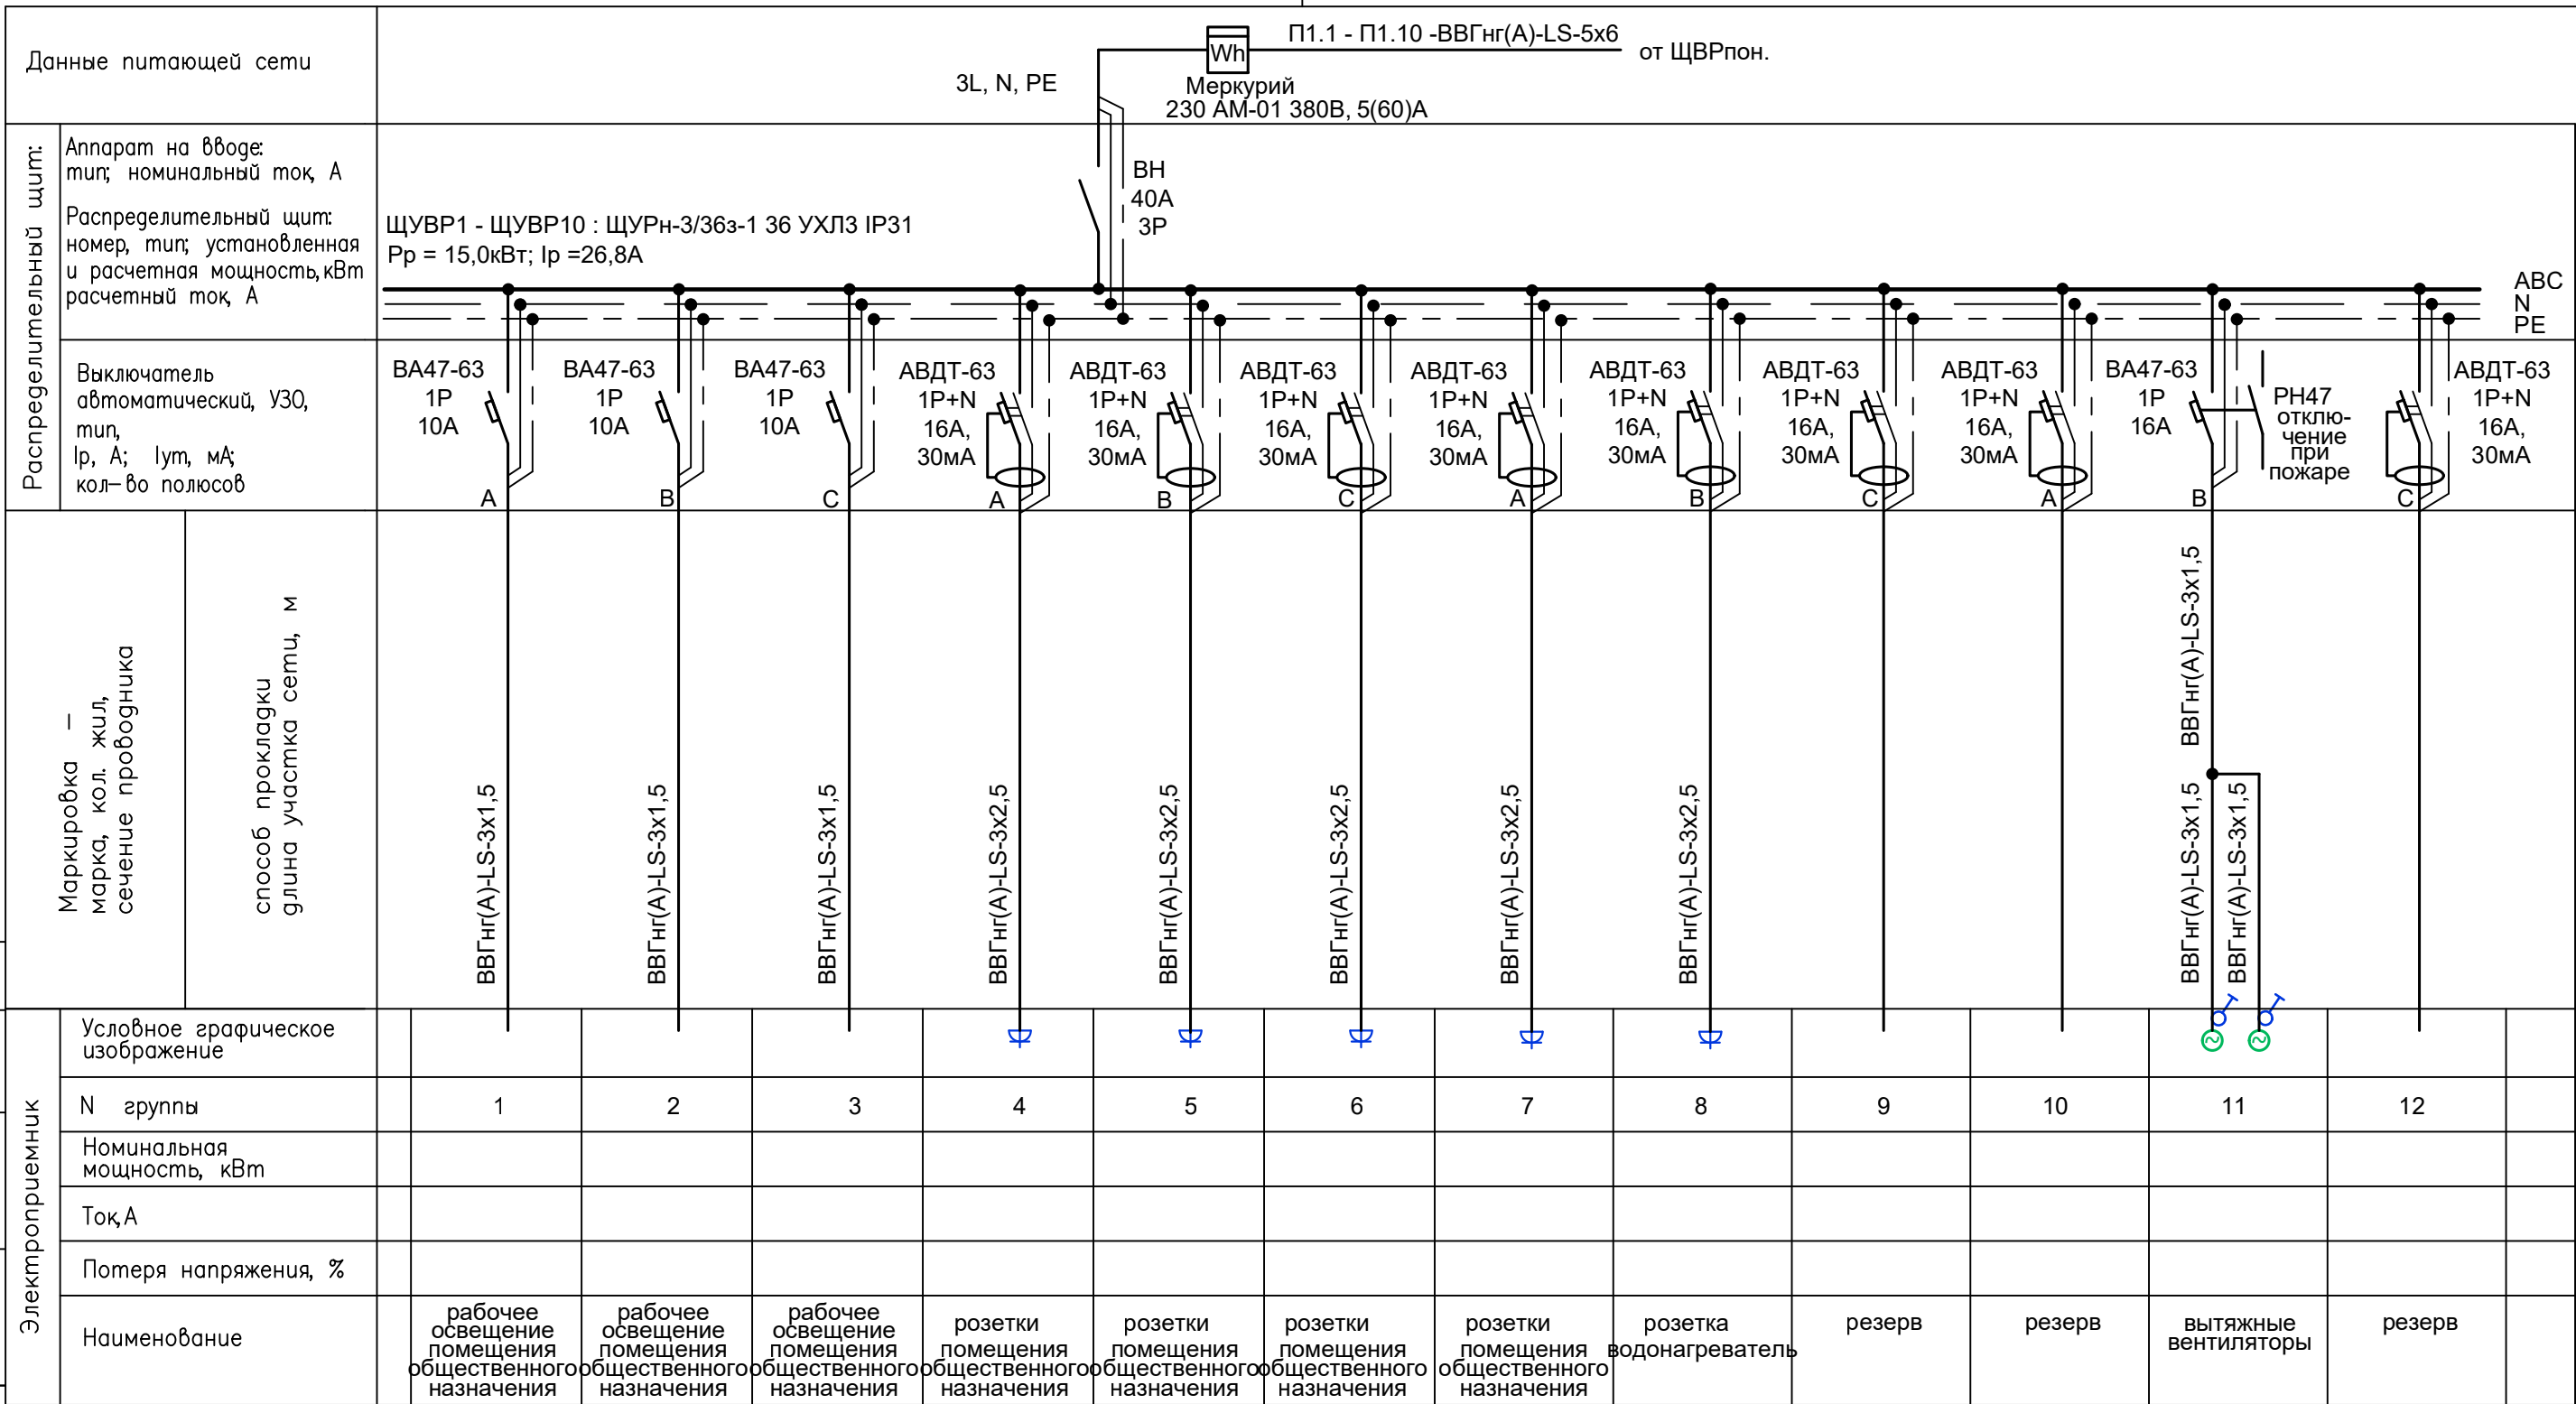 Данные питающей сети
П1.1 - П1.10 -ВВГнг(А)-LS-5х6
от ЩВРпон.
Wh
3L, N, PE
Меркурий
230 АМ-01 380В, 5(60)А
Распределительный щит:
Аппарат на вводе:
тип; номинальный ток, А
Распределительный щит:
номер, тип; установленная
и расчетная мощность, кВт
расчетный ток, А
ЩУВР1 - ЩУВР10 : ЩУРн-3/36з-1 36 УХЛ3 IP31
Рр = 15,0кВт; Iр =26,8А
ВН
40А
3Р
АВС
N
РЕ
Выключатель
автоматический, УЗО,
тип,
Iр, А; Iут, мА;
кол-во полюсов
ВА47-63
1Р
10А
А
ВА47-63
1Р
10А
В
ВА47-63
1Р
10А
С
АВДТ-63
1Р+N
16А,
30мА
А
АВДТ-63
1Р+N
16А,
30мА
В
АВДТ-63
1Р+N
16А,
30мА
С
АВДТ-63
1Р+N
16А,
30мА
А
АВДТ-63
1Р+N
16А,
30мА
В
АВДТ-63
1Р+N
16А,
30мА
С
АВДТ-63
1Р+N
16А,
30мА
А
ВА47-63
1Р
16А
В
РН47
отклю-
чение
при
пожаре
АВДТ-63
1Р+N
16А,
30мА
С
Маркировка –
марка, кол. жил,
сечение проводника
способ прокладки
длина участка сети, м
ВВГнг(А)-LS-3х1,5
ВВГнг(А)-LS-3х1,5
ВВГнг(А)-LS-3х1,5
ВВГнг(А)-LS-3х2,5
ВВГнг(А)-LS-3х2,5
ВВГнг(А)-LS-3х2,5
ВВГнг(А)-LS-3х2,5
ВВГнг(А)-LS-3х2,5
ВВГнг(А)-LS-3х1,5
ВВГнг(А)-LS-3х1,5
ВВГнг(А)-LS-3х1,5
Электроприемник
Условное графическое
изображение
N группы
1 2 3 4 5 6 7 8 9 10 11 12
Номинальная
мощность, кВт
Ток, А
Потеря напряжения, %
Наименование
рабочее
освещение
помещения
общественного
назначения
рабочее
освещение
помещения
общественного
назначения
рабочее
освещение
помещения
общественного
назначения
розетки
помещения
общественного
назначения
розетки
помещения
общественного
назначения
розетки
помещения
общественного
назначения
розетки
помещения
общественного
назначения
розетка
водонагреватель
резерв
резерв
вытяжные
вентиляторы
резерв